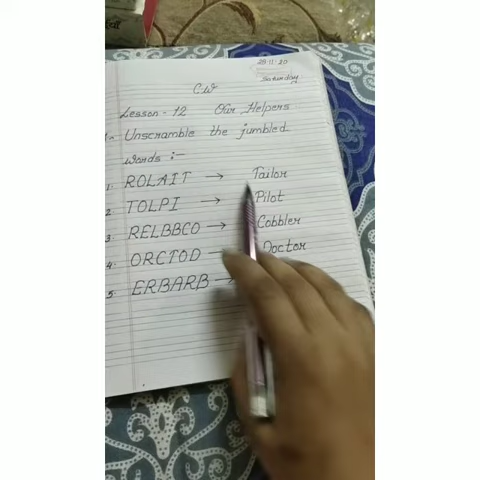 28.11.20
Saturday
C.W
Lesson - 12 Our Helpers
Unscramble the jumbled
words :-
1. ROLAIT → Tailor
2. TOLPI → Pilot
3. RELBBCO → Cobbler
4. ORCTOD → Doctor
5. ERBARB →